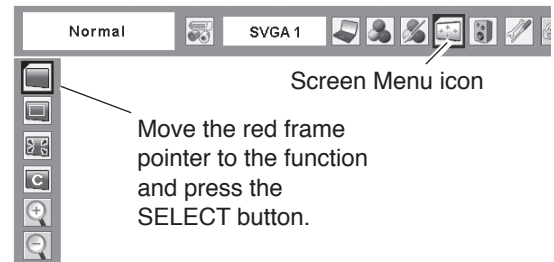 Normal
SVGA 1
Screen Menu icon
Move the red frame
pointer to the function
and press the
SELECT button.
C